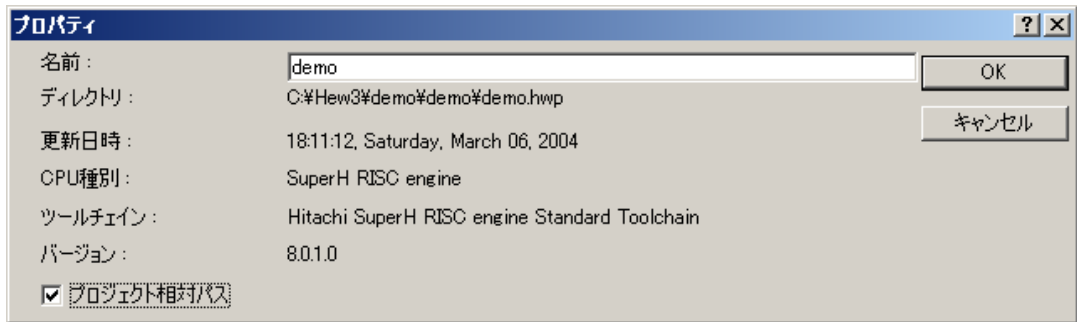 プロパティ
名前 : demo OK
ディレクトリ : C:¥Hew3¥demo¥demo¥demo.hwp
キャンセル
更新日時 : 18:11:12, Saturday, March 06, 2004
CPU種別 : SuperH RISC engine
ツールチェイン : Hitachi SuperH RISC engine Standard Toolchain
バージョン : 8.0.1.0
プロジェクト相対パス